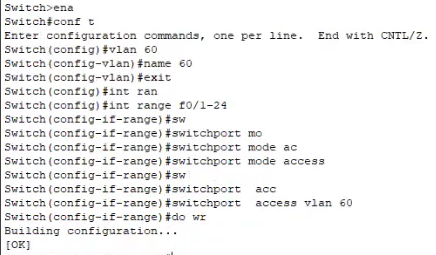 Switch>ena
Switch#conf t
Enter configuration commands, one per line.  End with CNTL/Z.
Switch(config)#vlan 60
Switch(config-vlan)#name 60
Switch(config-vlan)#exit
Switch(config)#int ran
Switch(config)#int range f0/1-24
Switch(config-if-range)#sw
Switch(config-if-range)#switchport mo
Switch(config-if-range)#switchport mode ac
Switch(config-if-range)#switchport mode access
Switch(config-if-range)#sw
Switch(config-if-range)#switchport  acc
Switch(config-if-range)#switchport  access vlan 60
Switch(config-if-range)#do wr
Building configuration...
[OK]